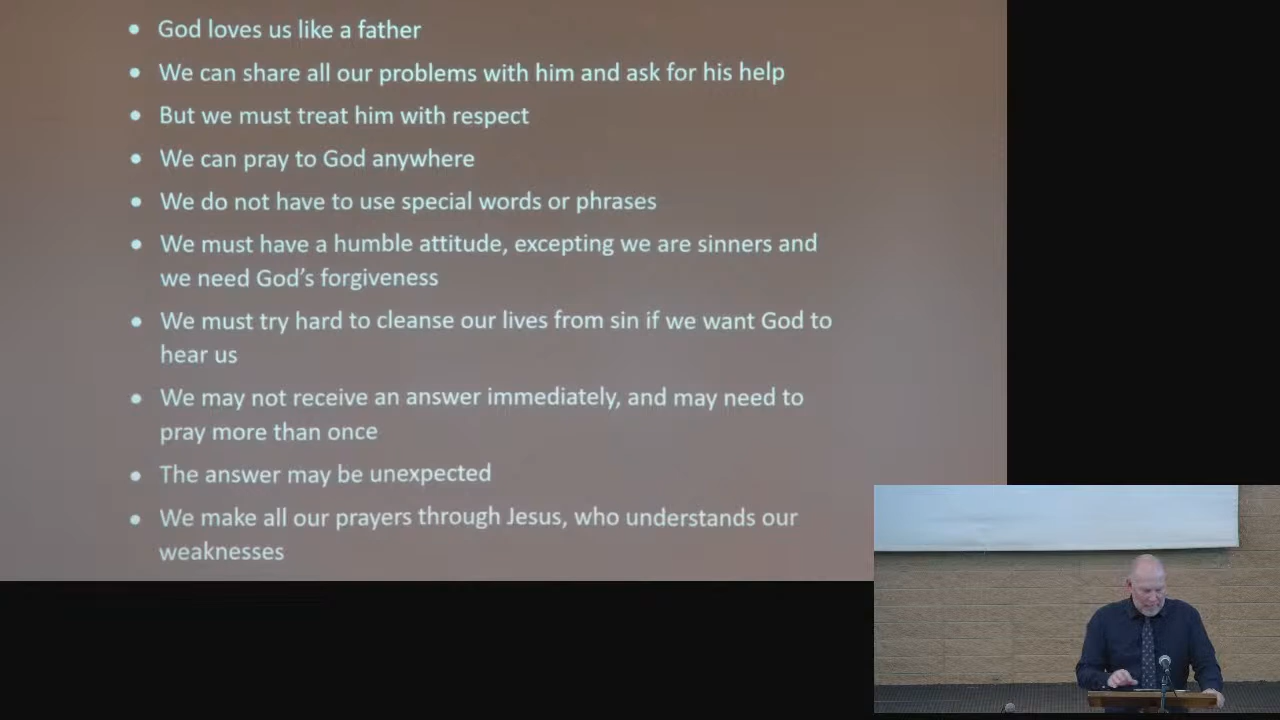 • God loves us like a father
• We can share all our problems with him and ask for his help
• But we must treat him with respect
• We can pray to God anywhere
• We do not have to use special words or phrases
• We must have a humble attitude, excepting we are sinners and
we need God's forgiveness
• We must try hard to cleanse our lives from sin if we want God to
hear us
• We may not receive an answer immediately, and may need to
pray more than once
• The answer may be unexpected
• We make all our prayers through Jesus, who understands our
weaknesses